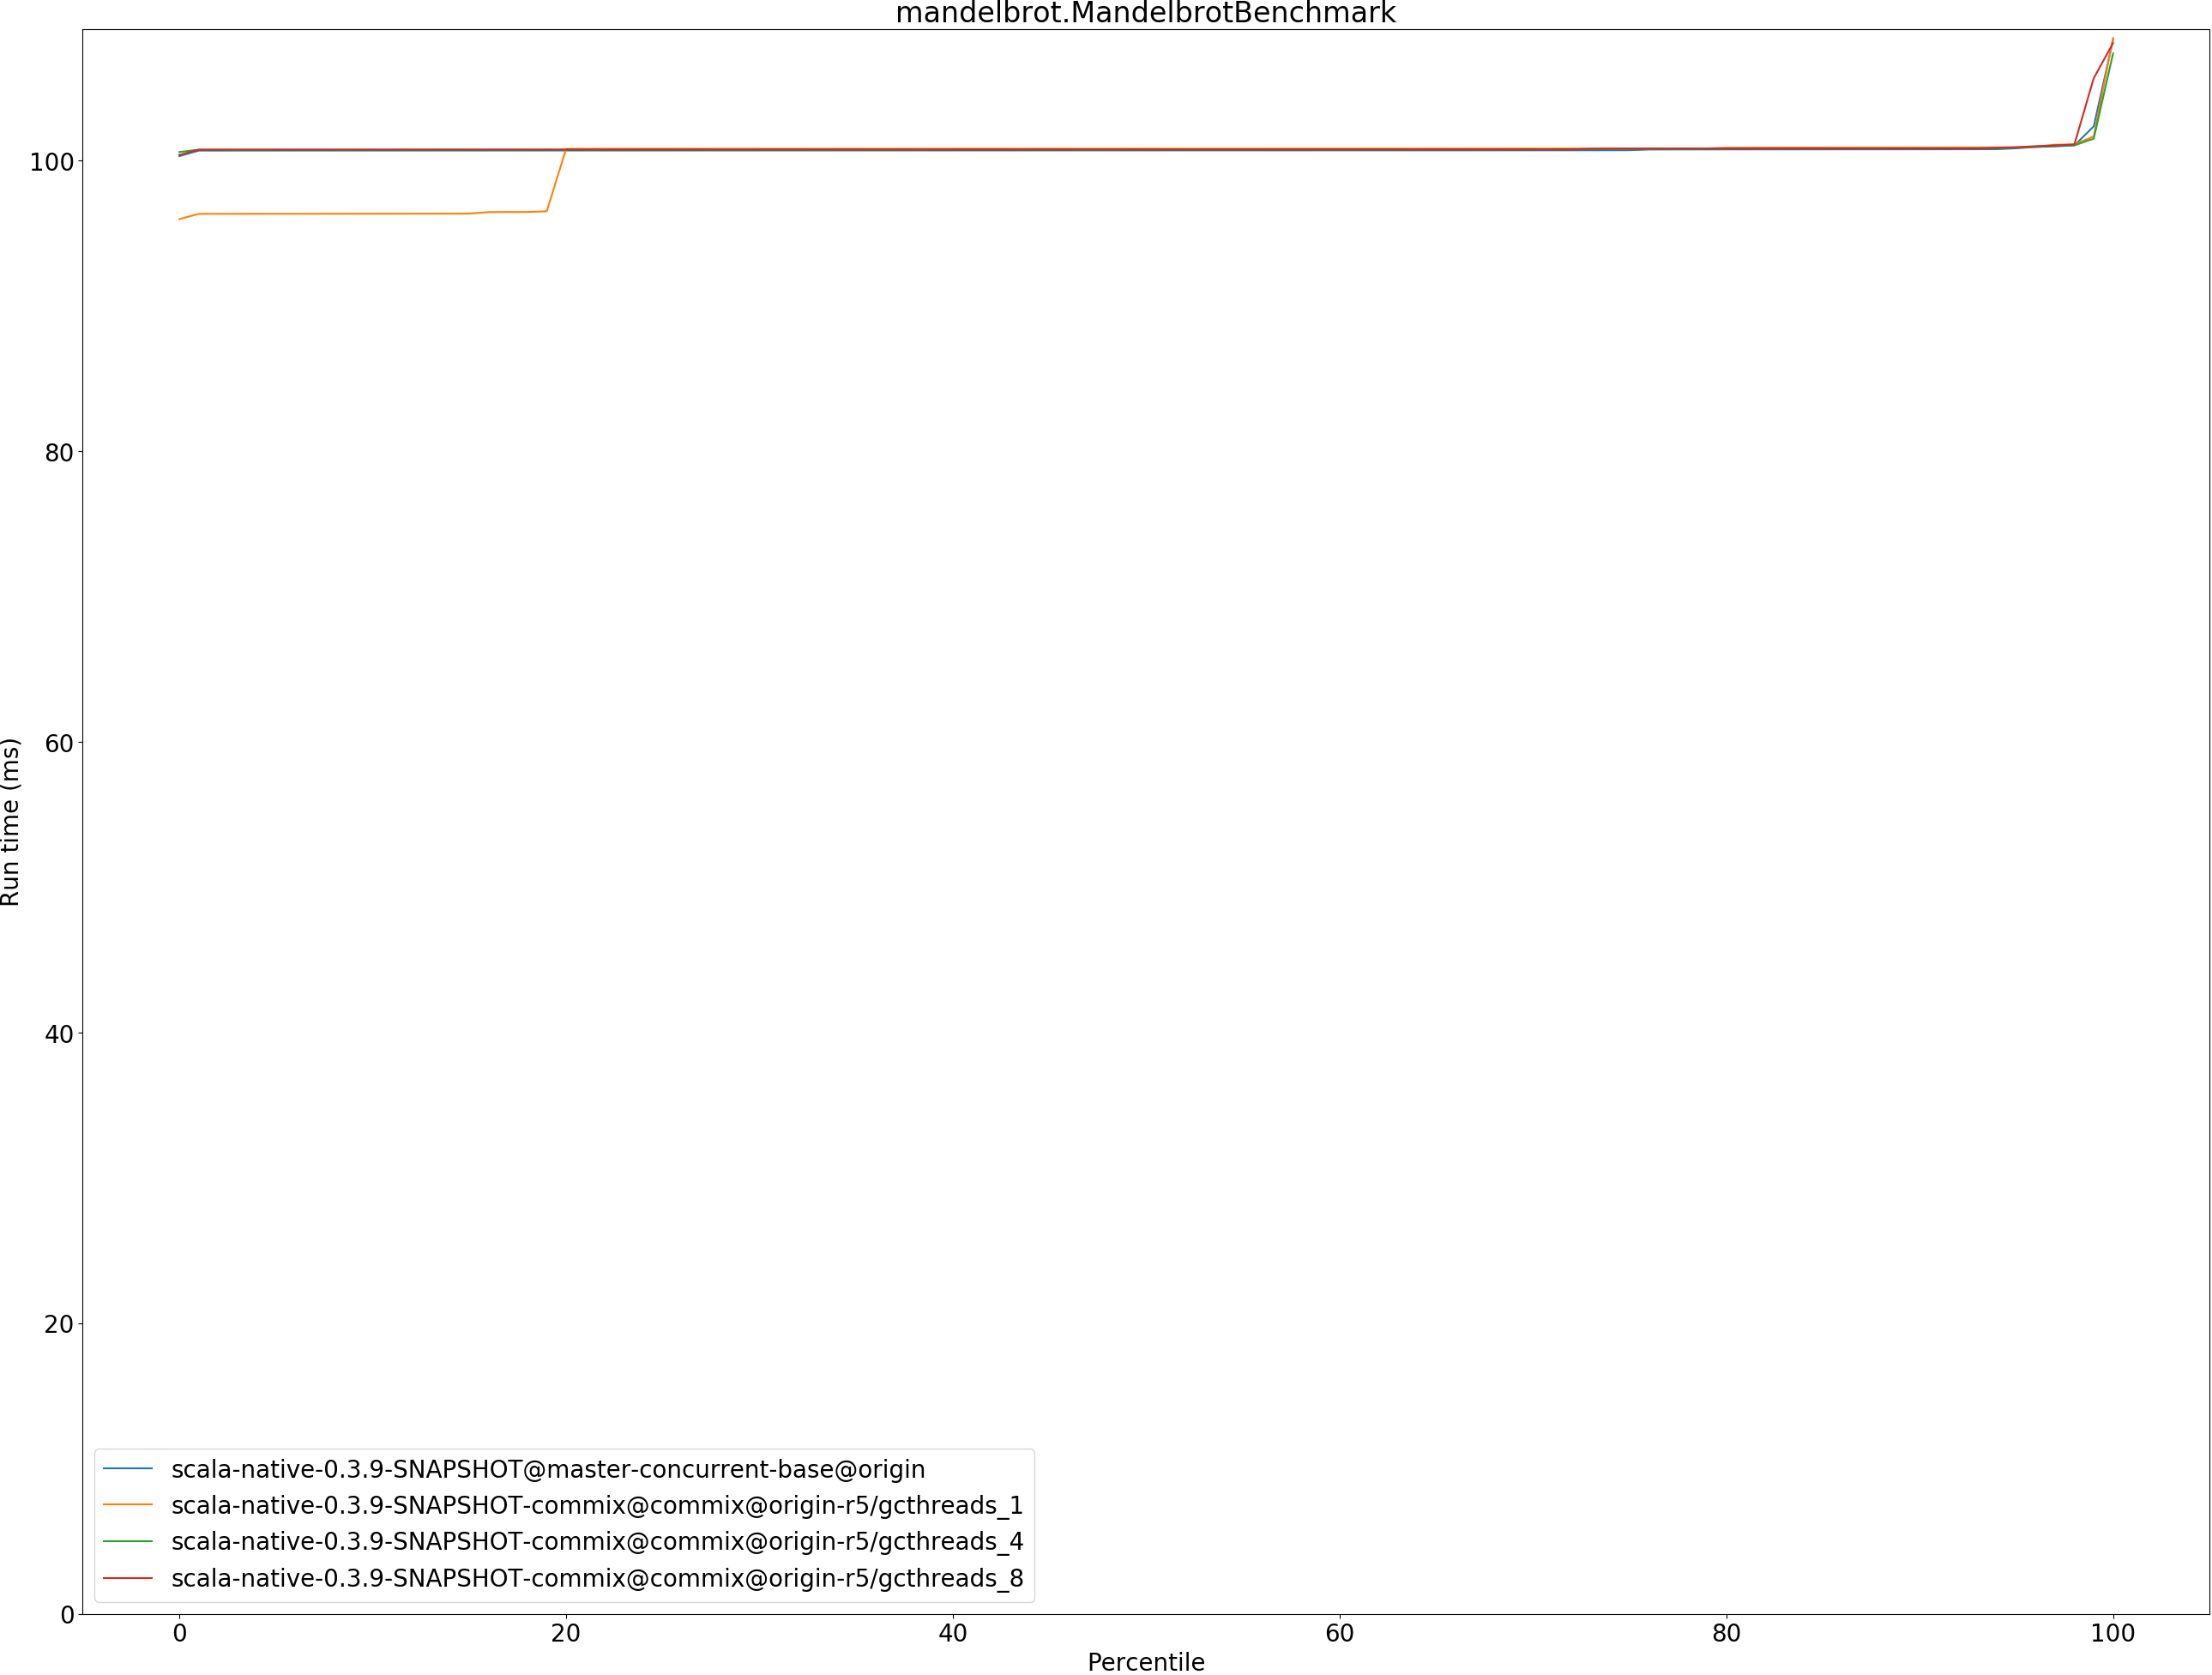 mandelbrot.MandelbrotBenchmark
Run time (ms)
100
80
60
40
20
0
scala-native-0.3.9-SNAPSHOT@master-concurrent-base@origin
scala-native-0.3.9-SNAPSHOT-commix@commix@origin-r5/gcthreads_1
scala-native-0.3.9-SNAPSHOT-commix@commix@origin-r5/gcthreads_4
scala-native-0.3.9-SNAPSHOT-commix@commix@origin-r5/gcthreads_8
0 20 40 60 80 100
Percentile